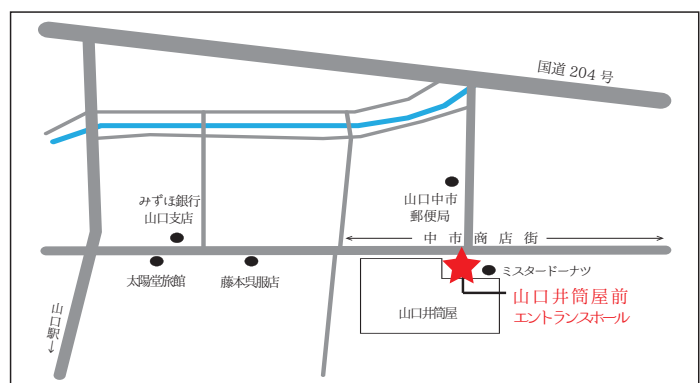 国道 204 号
みずほ銀行
山口支店
山口中市
郵便局
中市商店街
太陽堂旅館
藤本呉服店
ミスタードーナツ
山口井筒屋前
エントランスホール
山口井筒屋
山口駅→